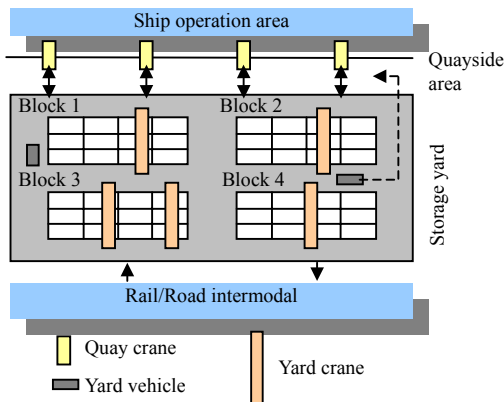 Ship operation area
Quayside
area
Block 1
Block 2
Block 3
Block 4
Storage yard
Rail/Road intermodal
Quay crane
Yard vehicle
Yard crane